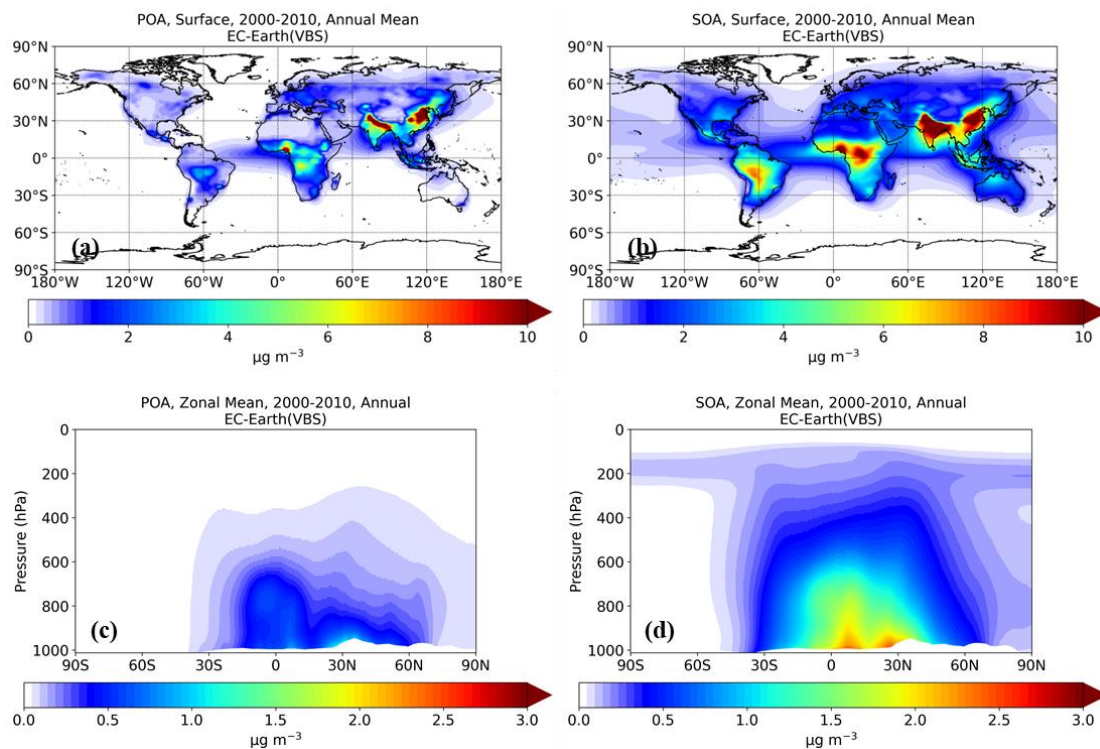 POA, Surface, 2000-2010, Annual Mean
EC-Earth(VBS)
90°N
60°N
30°N
0°
30°S
60°S
90°S
(a)
180°W 120°W 60°W 0° 60°E 120°E 180°E
0 2 4 6 8 10
µg m⁻³
SOA, Surface, 2000-2010, Annual Mean
EC-Earth(VBS)
90°N
60°N
30°N
0°
30°S
60°S
90°S
(b)
180°W 120°W 60°W 0° 60°E 120°E 180°E
0 2 4 6 8 10
µg m⁻³
POA, Zonal Mean, 2000-2010, Annual
EC-Earth(VBS)
Pressure (hPa)
0
200
400
600
800
1000
(c)
90S 60S 30S 0 30N 60N 90N
0.0 0.5 1.0 1.5 2.0 2.5 3.0
µg m⁻³
SOA, Zonal Mean, 2000-2010, Annual
EC-Earth(VBS)
Pressure (hPa)
0
200
400
600
800
1000
(d)
90S 60S 30S 0 30N 60N 90N
0.0 0.5 1.0 1.5 2.0 2.5 3.0
µg m⁻³